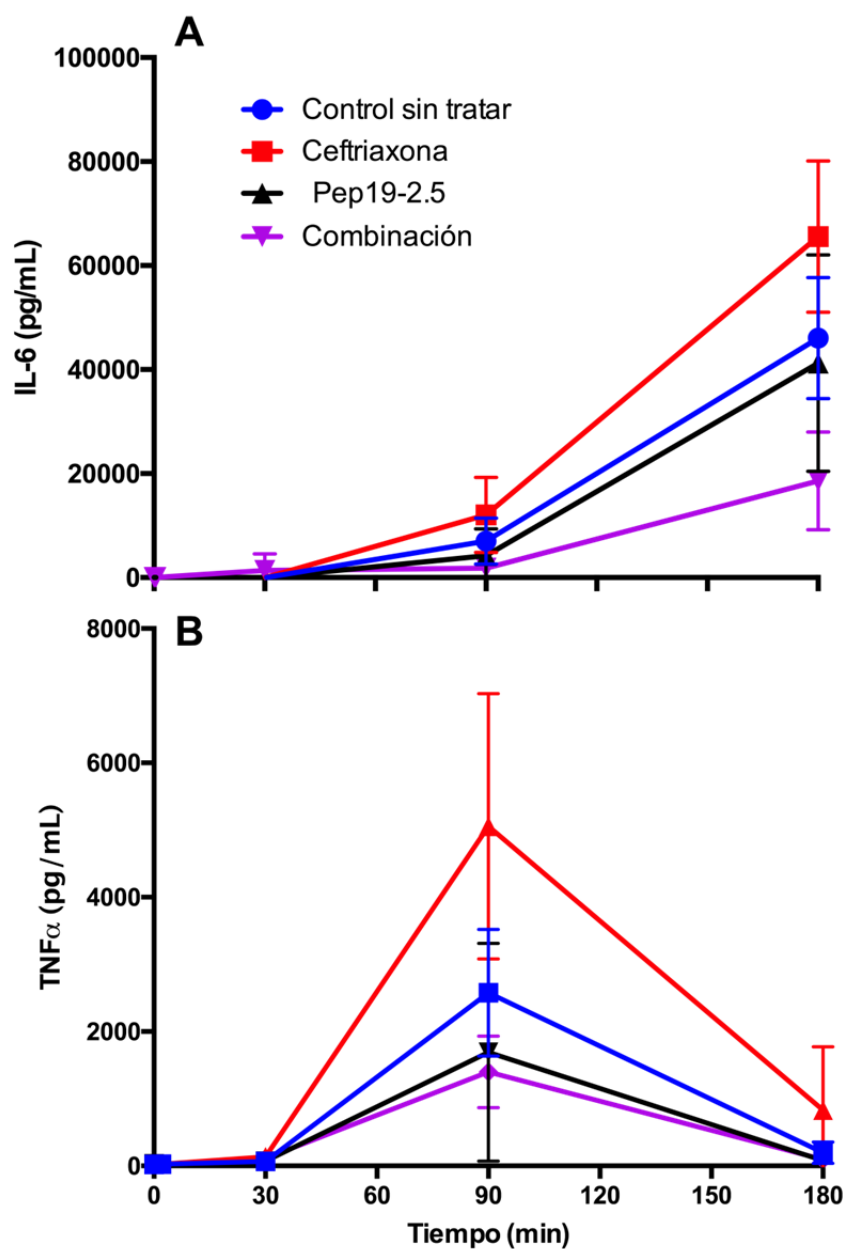 A
100000
80000
60000
40000
20000
0
IL-6 (pg/mL)
Control sin tratar
Ceftriaxona
Pep19-2.5
Combinación
B
8000
6000
4000
2000
0
TNFα (pg/mL)
0 30 60 90 120 150 180
Tiempo (min)